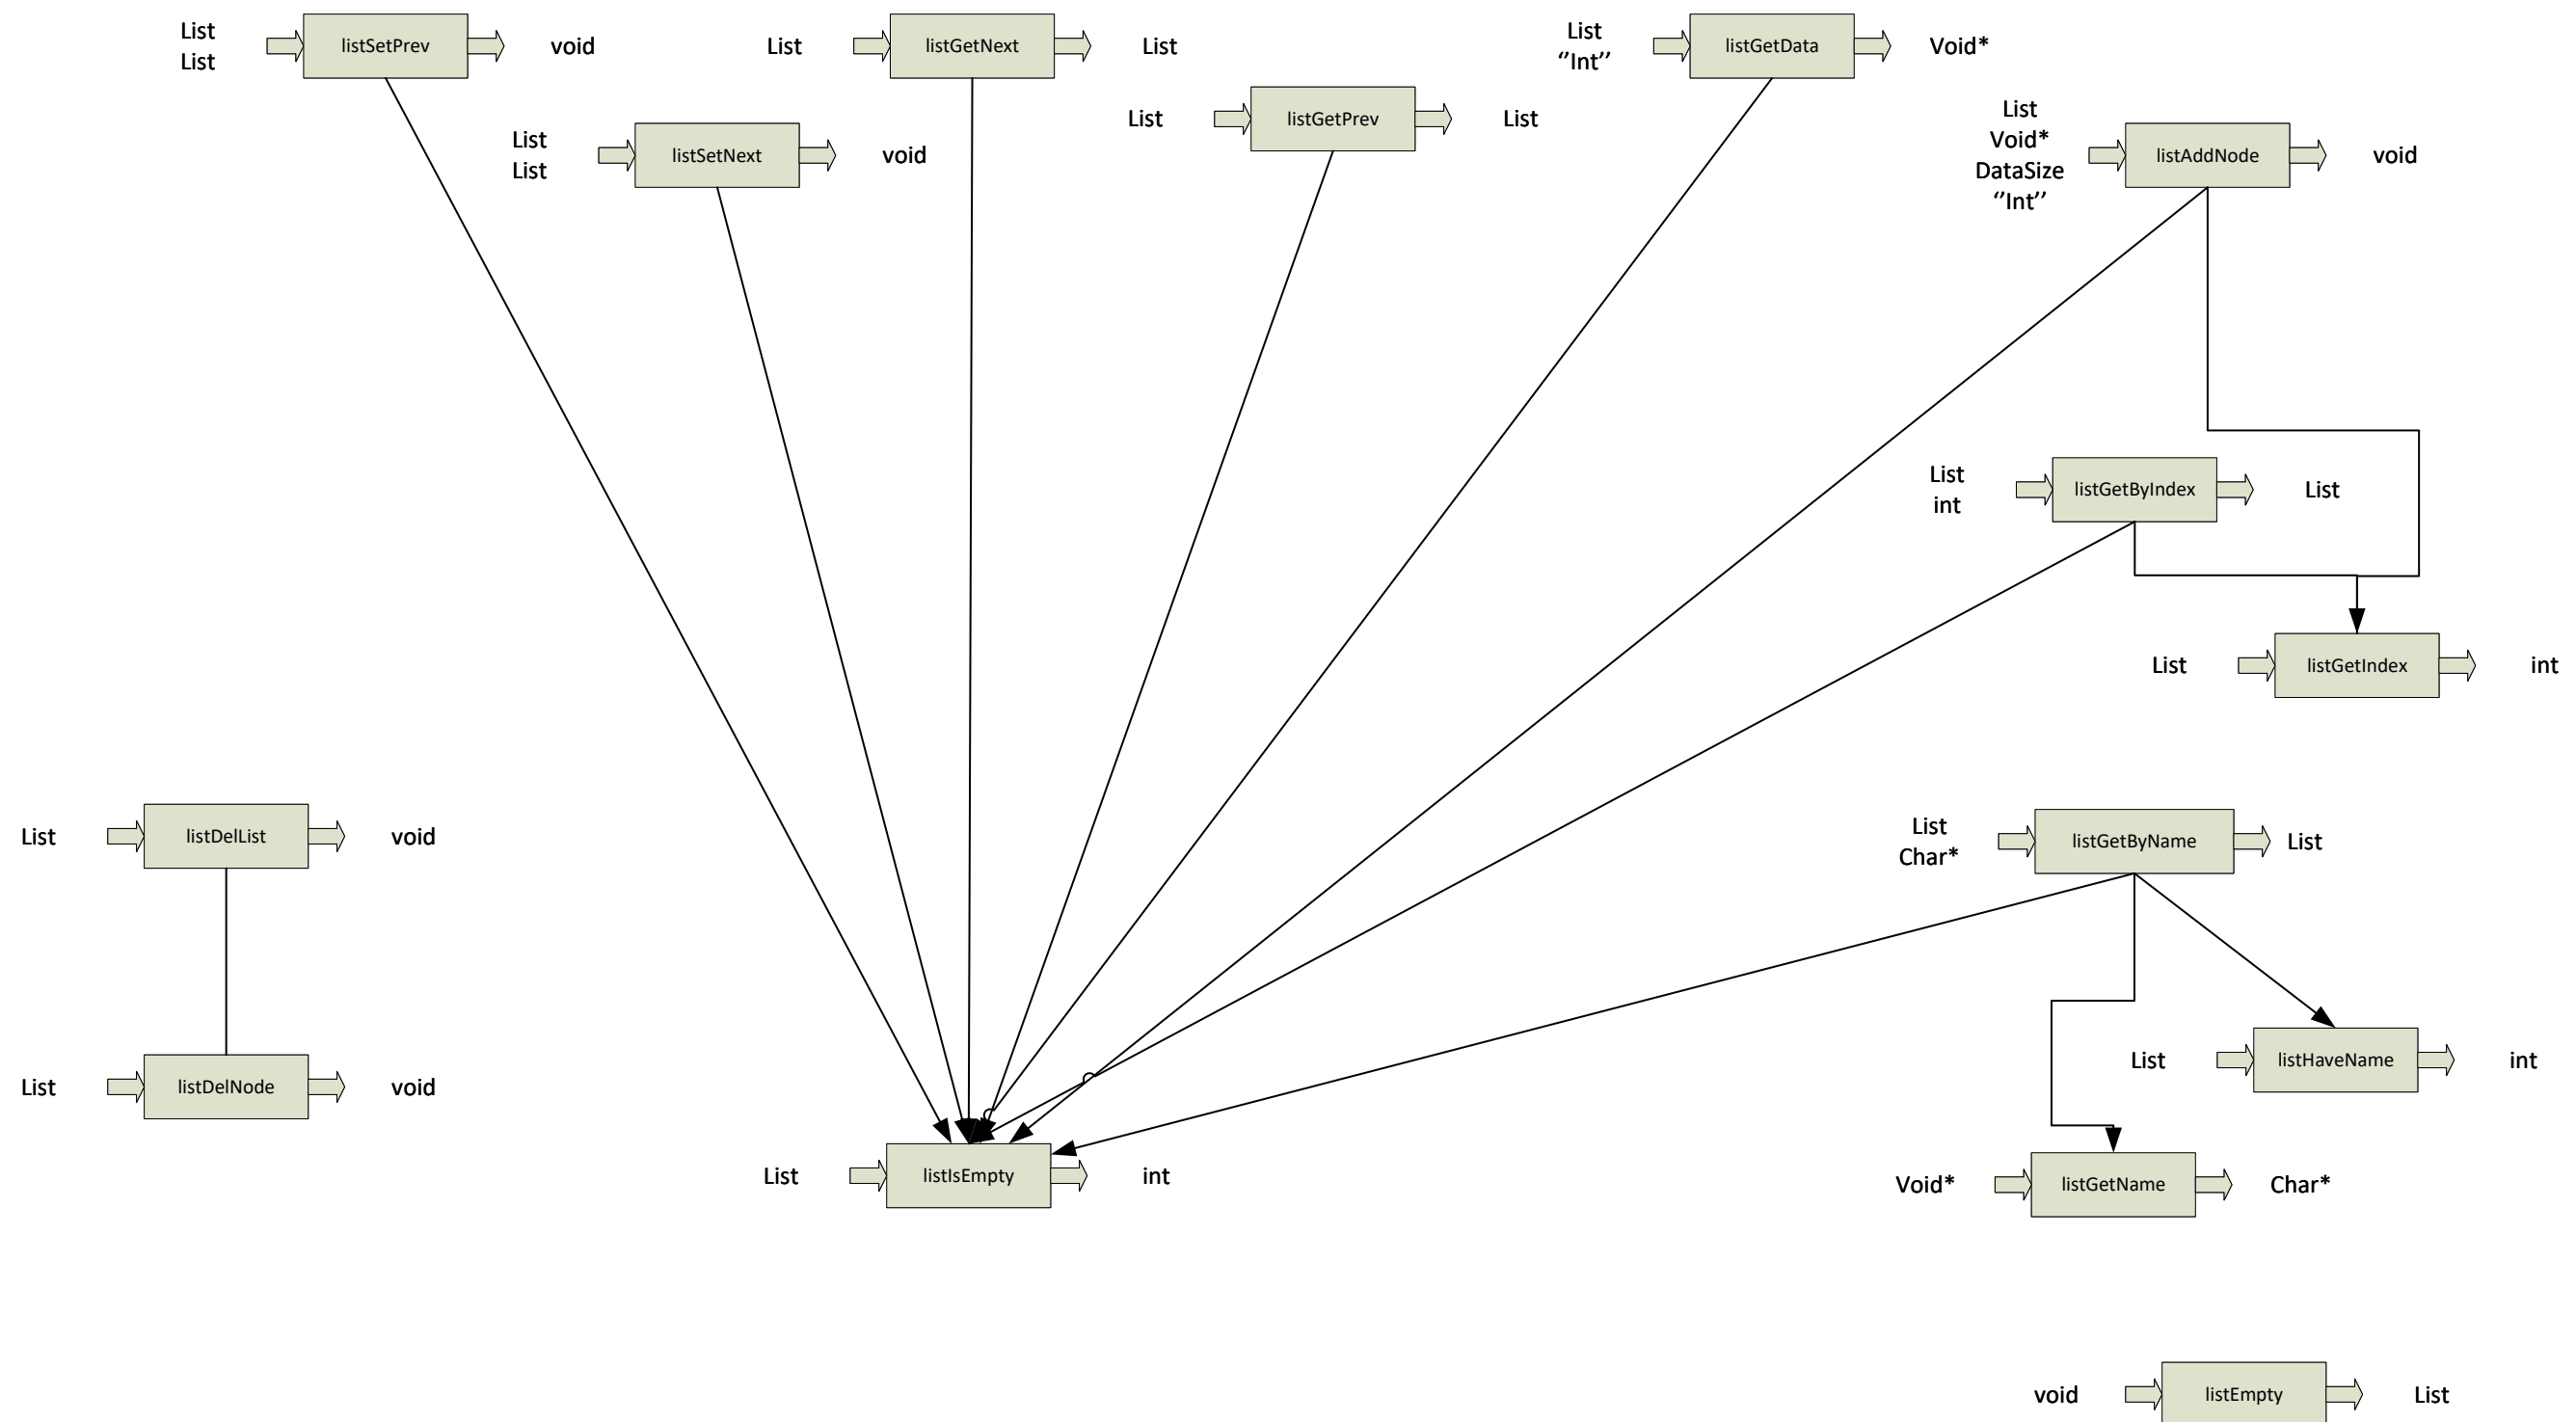 List
List
listSetPrev
void
List
listGetNext
List
List
‘’Int’’
listGetData
Void*
List
listGetPrev
List
List
List
listSetNext
void
List
Void*
DataSize
‘’Int’’
listAddNode
void
List
int
listGetByIndex
List
List
listGetIndex
int
List
listDelList
void
List
Char*
listGetByName
List
List
listHaveName
int
List
listDelNode
void
List
listIsEmpty
int
Void*
listGetName
Char*
void
listEmpty
List